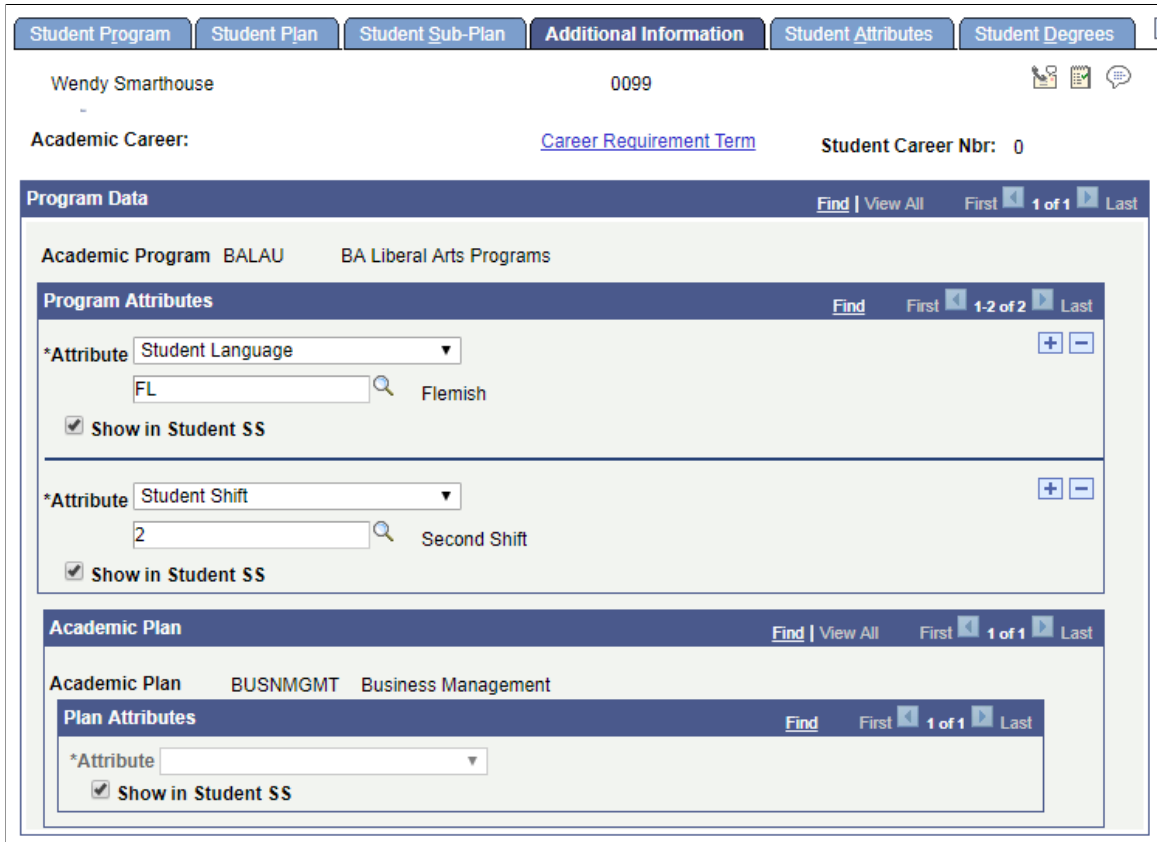 Student Program Student Plan Student Sub-Plan Additional Information Student Attributes Student Degrees
Wendy Smarthouse 0099
Academic Career: Career Requirement Term Student Career Nbr: 0
Program Data Find | View All First 1 of 1 Last
Academic Program BALAU BA Liberal Arts Programs
Program Attributes Find First 1-2 of 2 Last
*Attribute Student Language
FL Flemish
Show in Student SS
*Attribute Student Shift
2 Second Shift
Show in Student SS
Academic Plan Find | View All First 1 of 1 Last
Academic Plan BUSNMGMT Business Management
Plan Attributes Find First 1 of 1 Last
*Attribute
Show in Student SS